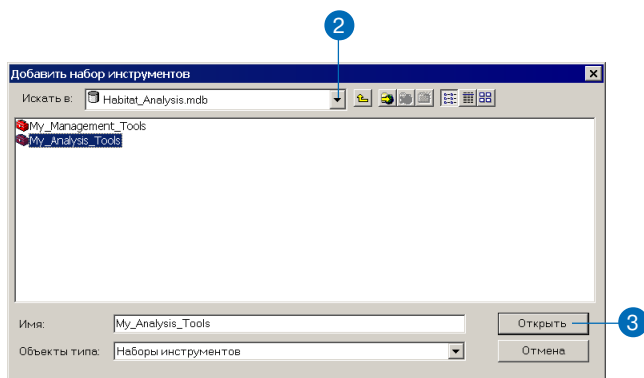 2
Добавить набор инструментов
Искать в: Habitat_Analysis.mdb
My_Management_Tools
My_Analysis_Tools
Имя: My_Analysis_Tools Открыть 3
Объекты типа: Наборы инструментов Отмена